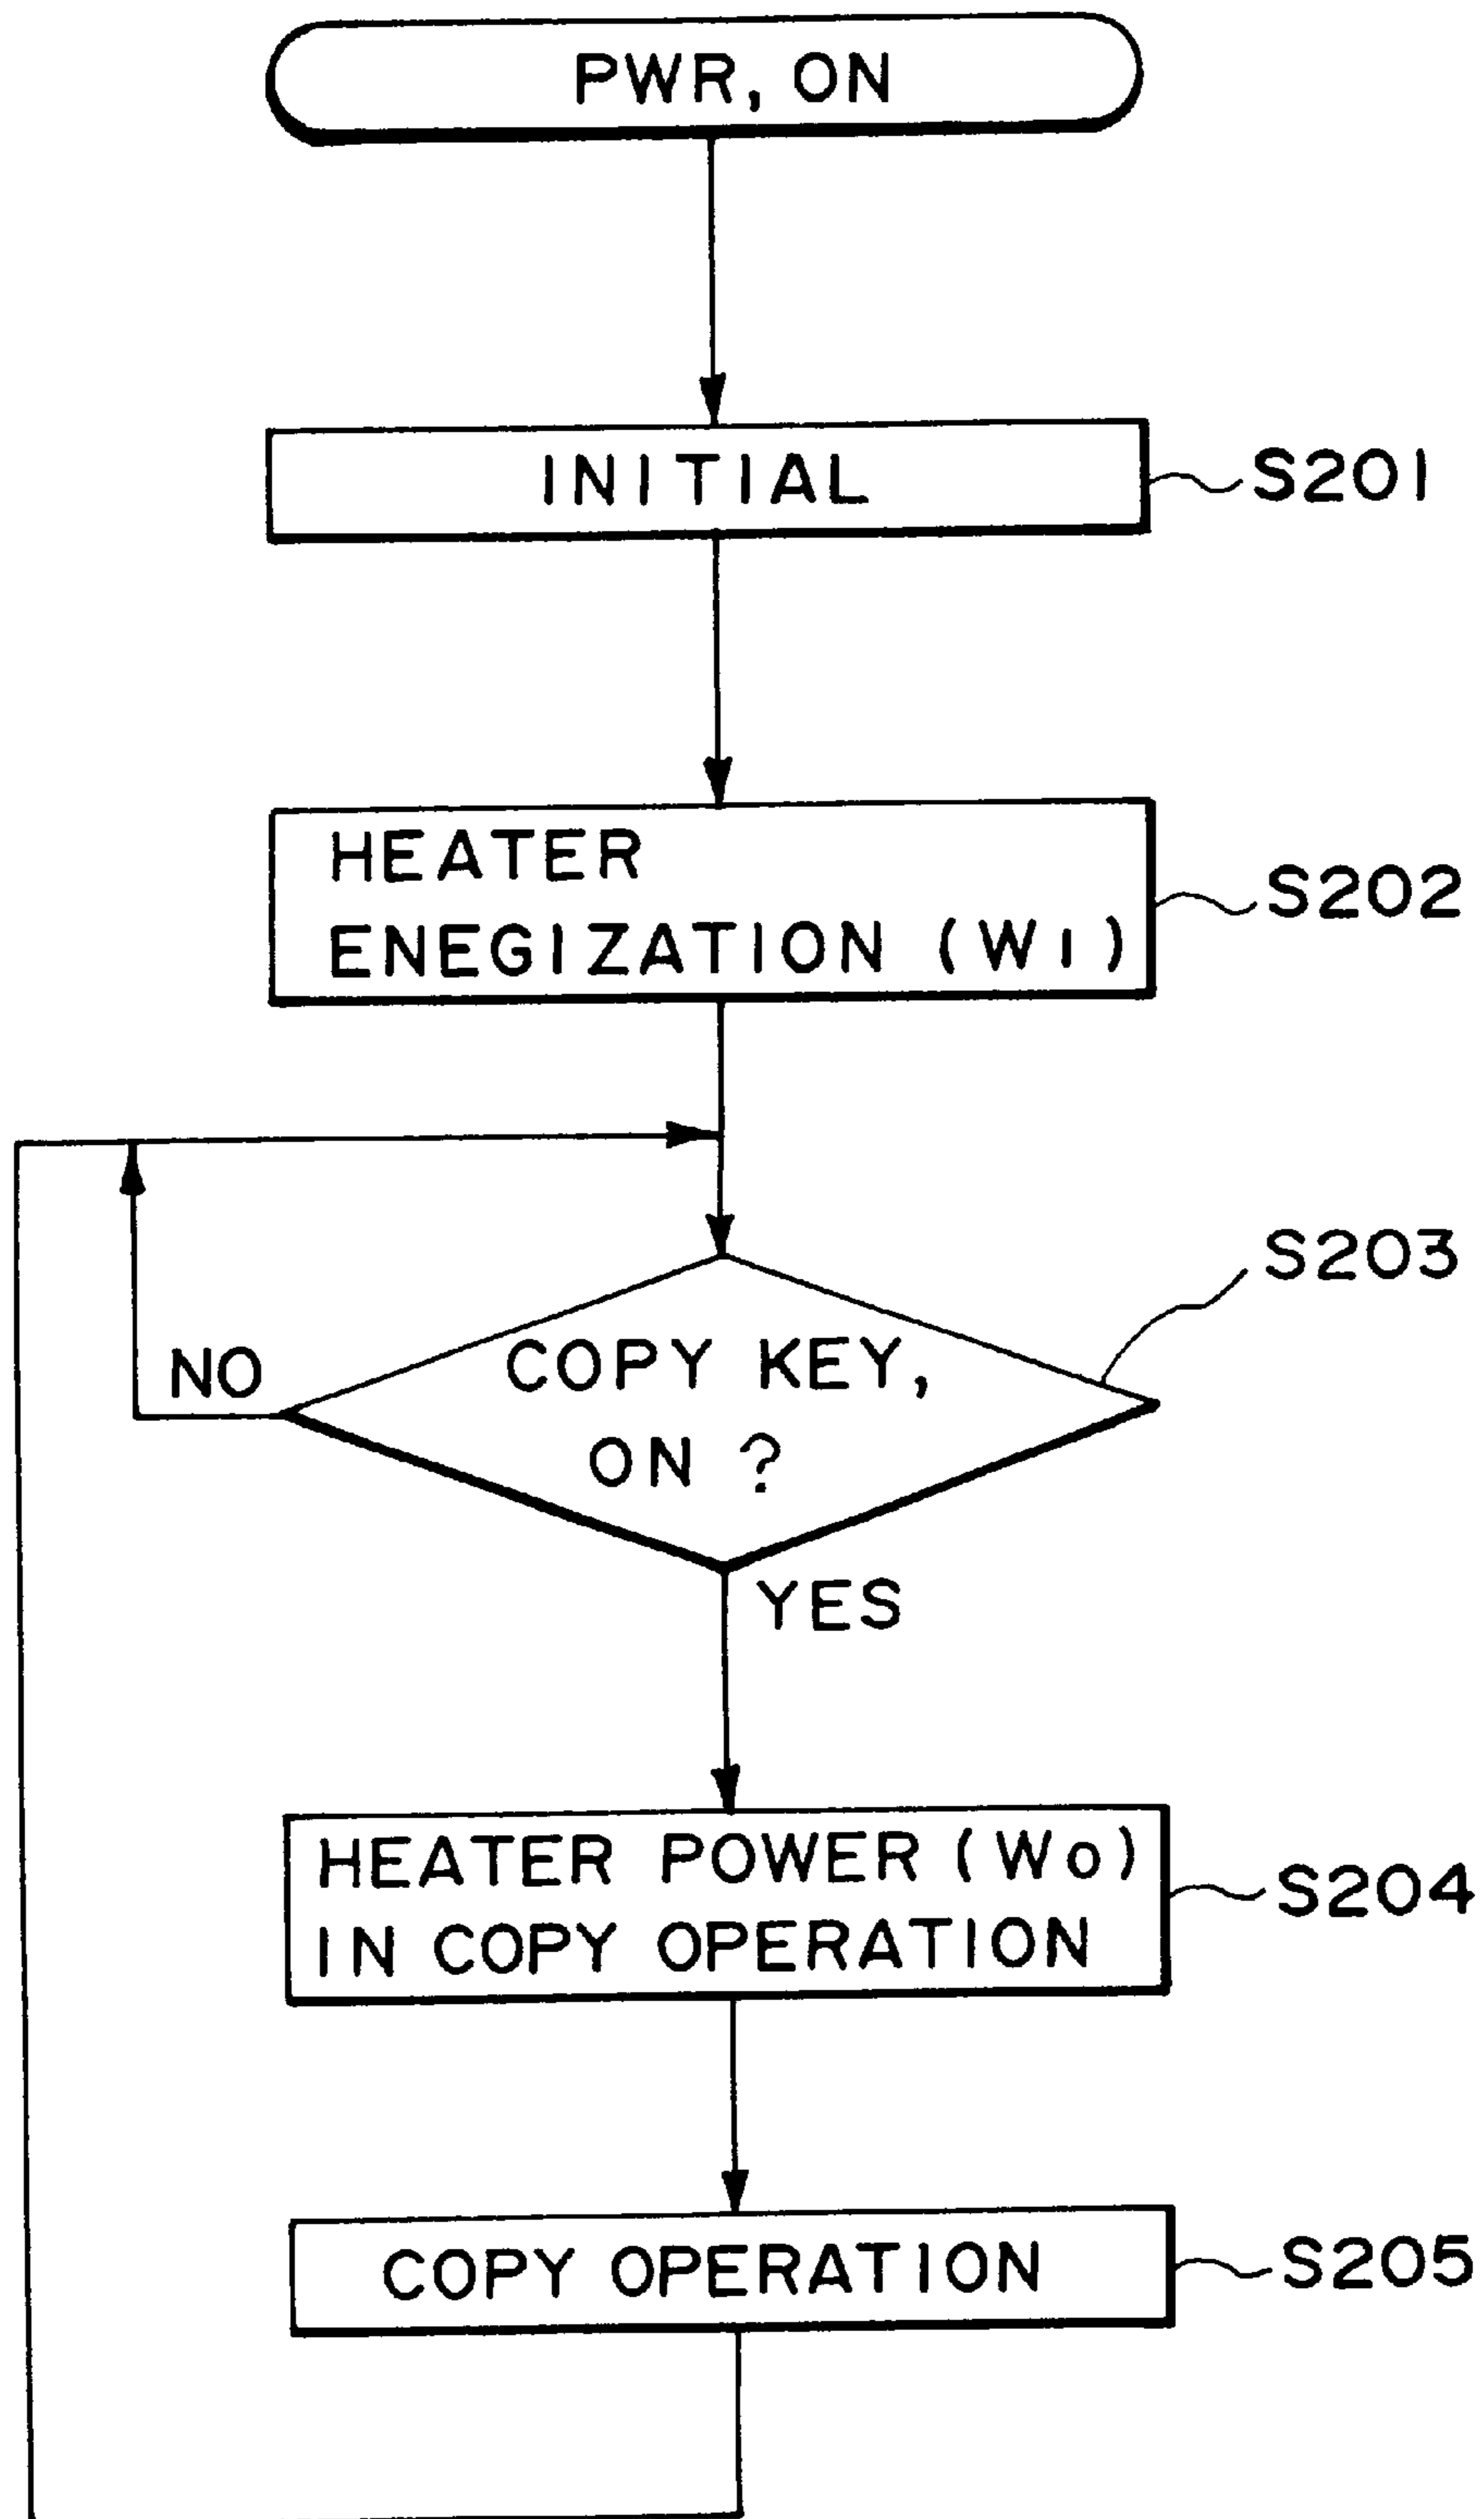 PWR, ON
INITIAL
S201
HEATER
ENEGIZATION (W1)
S202
S203
COPY KEY,
ON ?
NO
YES
HEATER POWER (Wo)
IN COPY OPERATION
S204
COPY OPERATION
S205